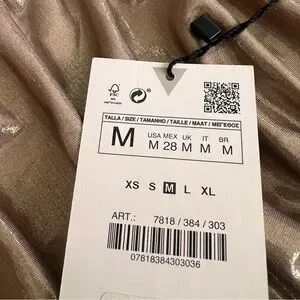 FSC
TALLA / SIZE / TAMANHO / TAILLE / MAAT / ΜΕΓΕΘΟΣ
M
USA MEX UK IT BR
M 28 M M M
XS S M L XL
ART.: 7818 / 384 / 303
07818384303036